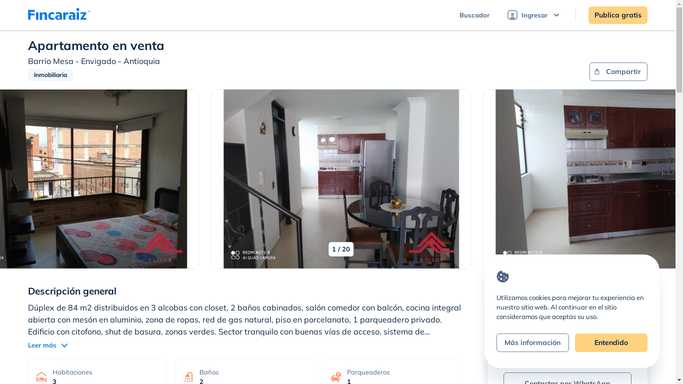 Fincaraiz
Buscador
Ingresar
Publica gratis
Apartamento en venta
Barrio Mesa - Envigado - Antioquia
Inmobiliaria
Compartir
1 / 20
Descripción general
Dúplex de 84 m2 distribuidos en 3 alcobas con closet, 2 baños cabinados, salón comedor con balcón, cocina integral
abierta con mesón en aluminio, zona de ropas, red de gas natural, piso en porcelanato, 1 parqueadero privado.
Edificio con citofono, shut de basura, zonas verdes. Sector tranquilo con buenas vías de acceso, sistema de...
Leer más
Habitaciones
3
Baños
2
Parqueaderos
1
Utilizamos cookies para mejorar tu experiencia en
nuestro sitio web. Al continuar en el sitio
consideramos que aceptas su uso.
Más información
Entendido
Contactar por WhatsApp